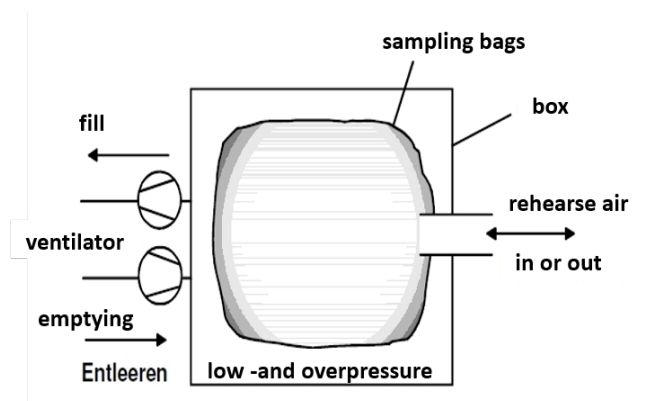 sampling bags
fill
box
rehearse air
ventilator
in or out
emptying
Entleeren
low -and overpressure